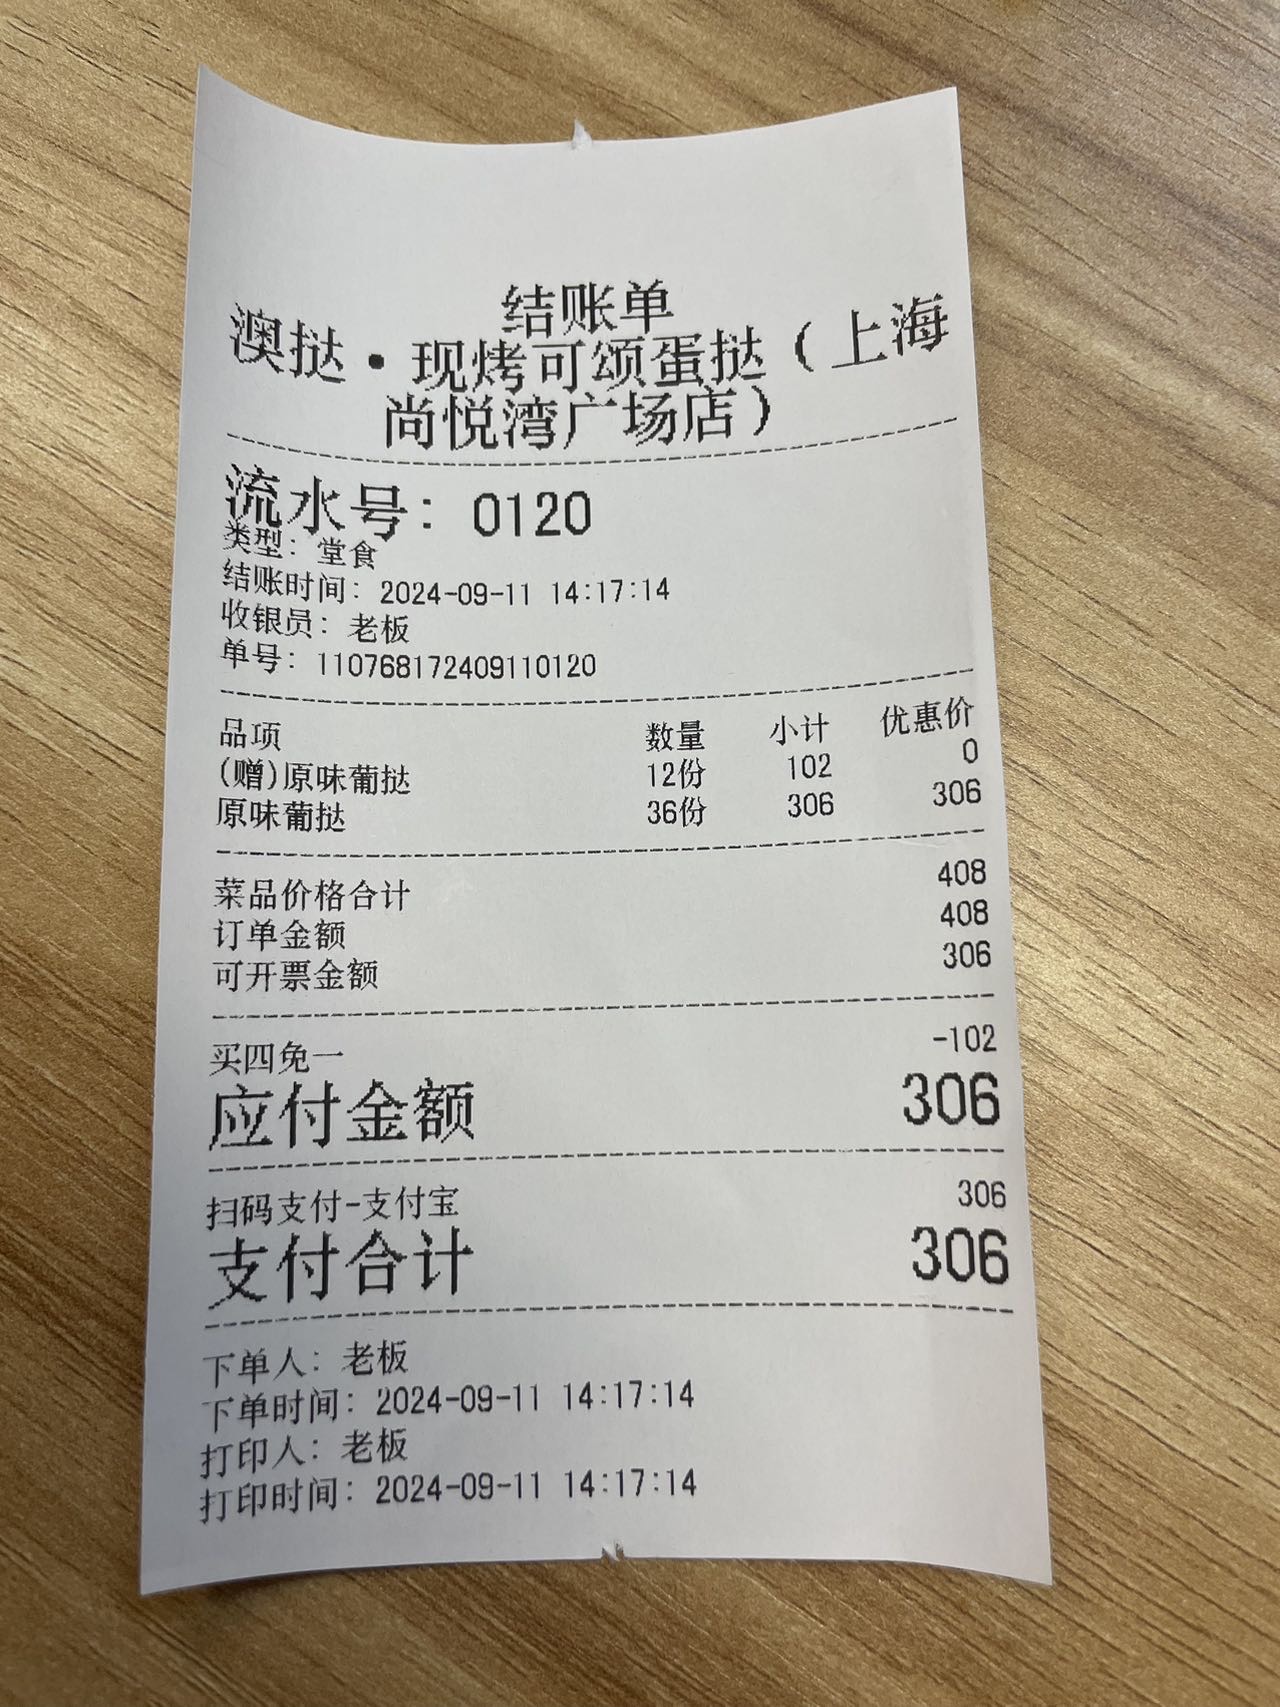 结账单
澳挞·现烤可颂蛋挞（上海
尚悦湾广场店）
流水号：0120
类型：堂食
结账时间：2024-09-11 14:17:14
收银员：老板
单号：110768172409110120
品项 数量 小计 优惠价
(赠)原味葡挞 12份 102 0
原味葡挞 36份 306 306
菜品价格合计 408
订单金额 408
可开票金额 306
买四免一 -102
应付金额 306
扫码支付-支付宝 306
支付合计 306
下单人：老板
下单时间：2024-09-11 14:17:14
打印人：老板
打印时间：2024-09-11 14:17:14